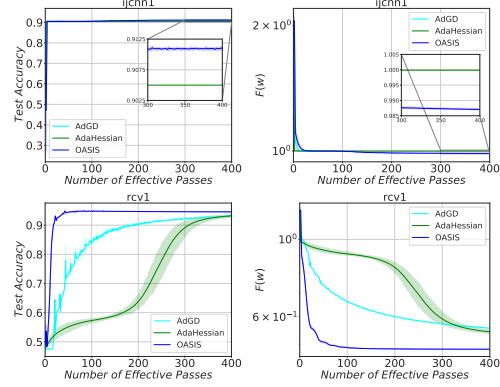 ijcnn1
Test Accuracy
0.9
0.8
0.7
0.6
0.5
0.4
0.3
0.9125
0.9075
0.9025
300
350
400
AdGD
AdaHessian
OASIS
0
100
200
300
400
Number of Effective Passes
ijcnn1
F(w)
2 × 10⁰
10⁰
AdGD
AdaHessian
OASIS
1.005
1.000
0.995
0.990
0.985
300
350
400
0
100
200
300
400
Number of Effective Passes
rcv1
Test Accuracy
0.9
0.8
0.7
0.6
0.5
AdGD
AdaHessian
OASIS
0
100
200
300
400
Number of Effective Passes
rcv1
F(w)
10⁰
6 × 10⁻¹
AdGD
AdaHessian
OASIS
0
100
200
300
400
Number of Effective Passes